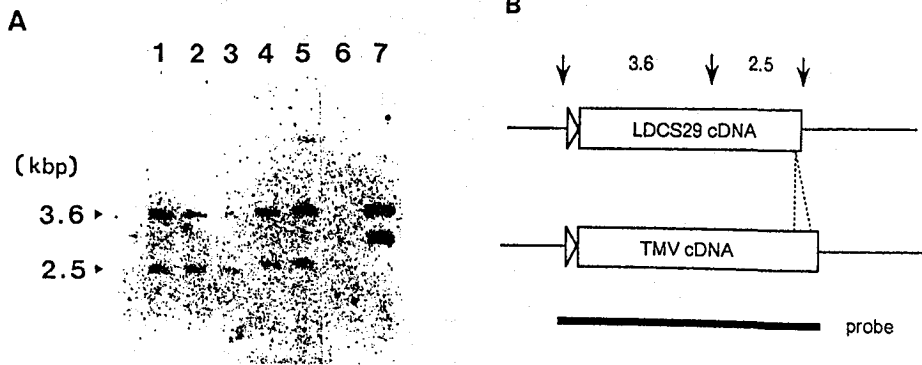 A
1 2 3 4 5 6 7
(kbp)
3.6
2.5
B
3.6 2.5
LDCS29 cDNA
TMV cDNA
probe